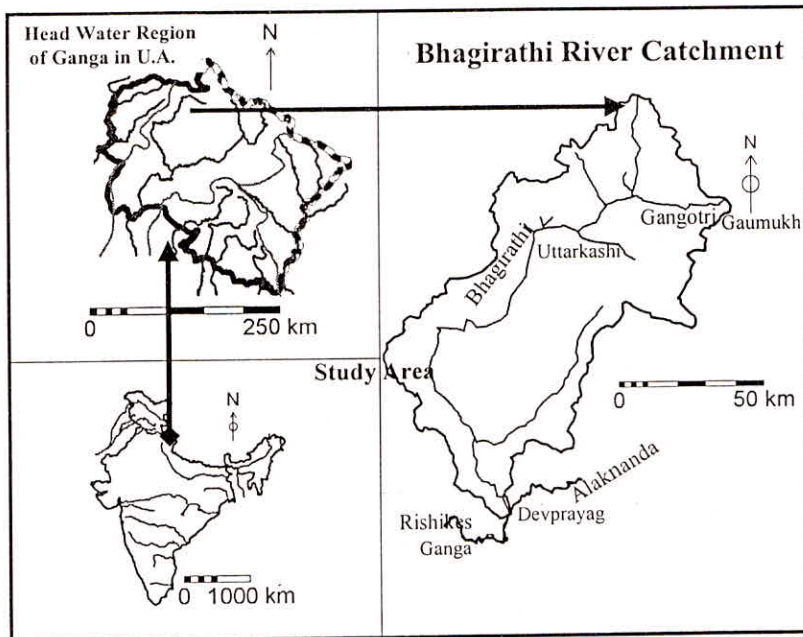 Head Water Region
of Ganga in U.A.
N
0 250 km
Study Area
N
0 1000 km
Bhagirathi River Catchment
N
Gangotri
Gaumukh
Uttarkashi
Bhagirathi
0 50 km
Alaknanda
Devprayag
Rishikes
Ganga